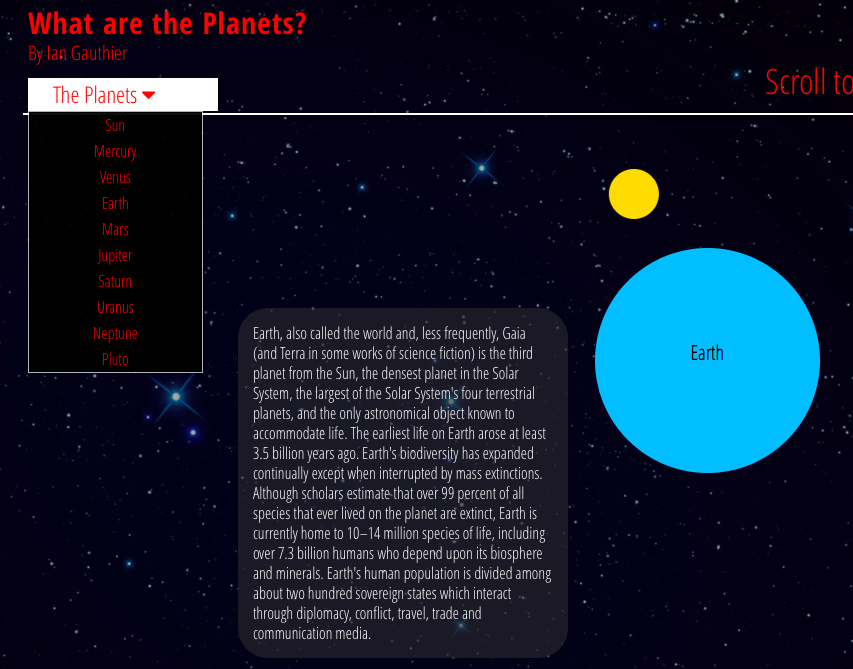 What are the Planets?
By Ian Gauthier
The Planets
Scroll to
Sun
Mercury
Venus
Earth
Mars
Jupiter
Saturn
Uranus
Neptune
Pluto
Earth, also called the world and, less frequently, Gaia
(and Terra in some works of science fiction) is the third
planet from the Sun, the densest planet in the Solar
System, the largest of the Solar System's four terrestrial
planets, and the only astronomical object known to
accommodate life. The earliest life on Earth arose at least
3.5 billion years ago. Earth's biodiversity has expanded
continually except when interrupted by mass extinctions.
Although scholars estimate that over 99 percent of all
species that ever lived on the planet are extinct, Earth is
currently home to 10–14 million species of life, including
over 7.3 billion humans who depend upon its biosphere
and minerals. Earth's human population is divided among
about two hundred sovereign states which interact
through diplomacy, conflict, travel, trade and
communication media.
Earth